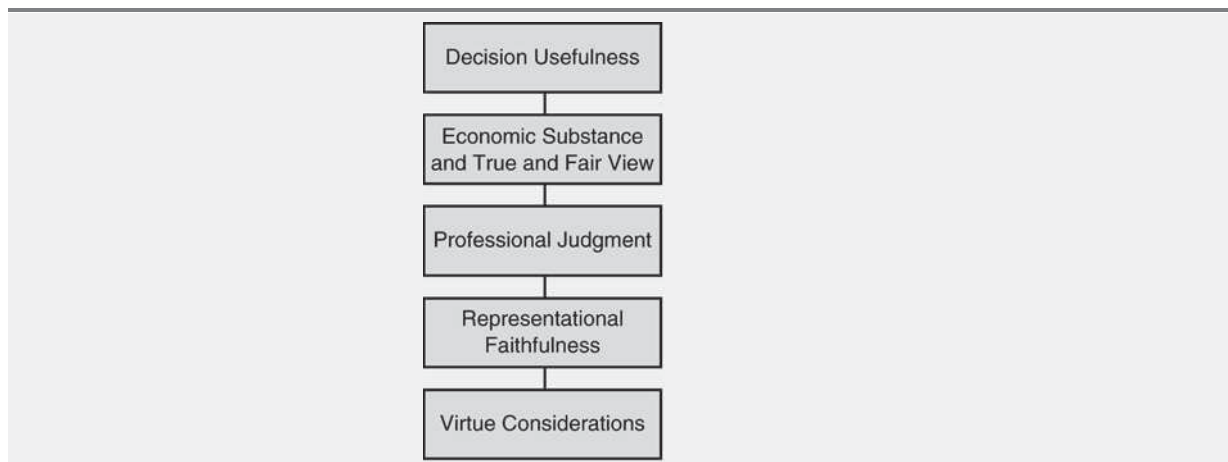 Decision Usefulness
Economic Substance
and True and Fair View
Professional Judgment
Representational
Faithfulness
Virtue Considerations